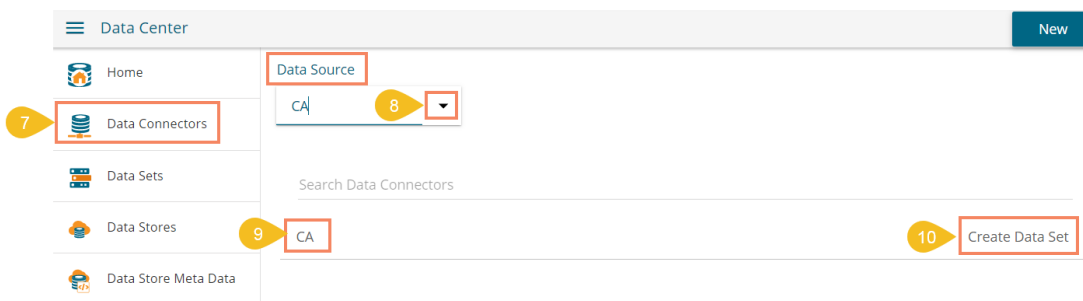 Data Center
New
Home
Data Source
CA
8
7
Data Connectors
Data Sets
Search Data Connectors
Data Stores
9
CA
10
Create Data Set
Data Store Meta Data